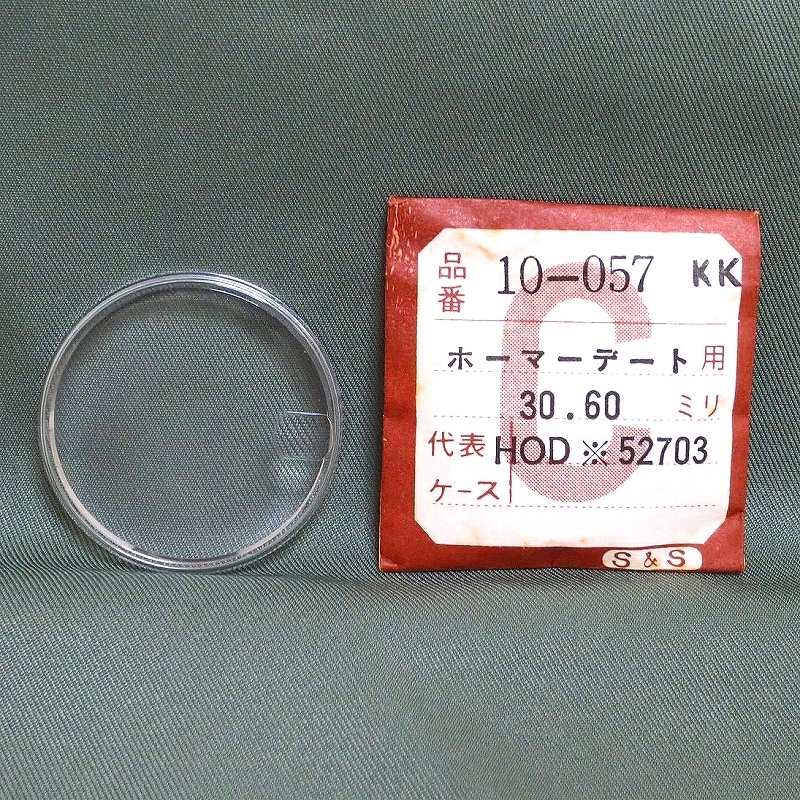 品番 10-057 KK
ホーマーデート用
30.60 ミリ
代表ケース HOD※52703
C
S & S